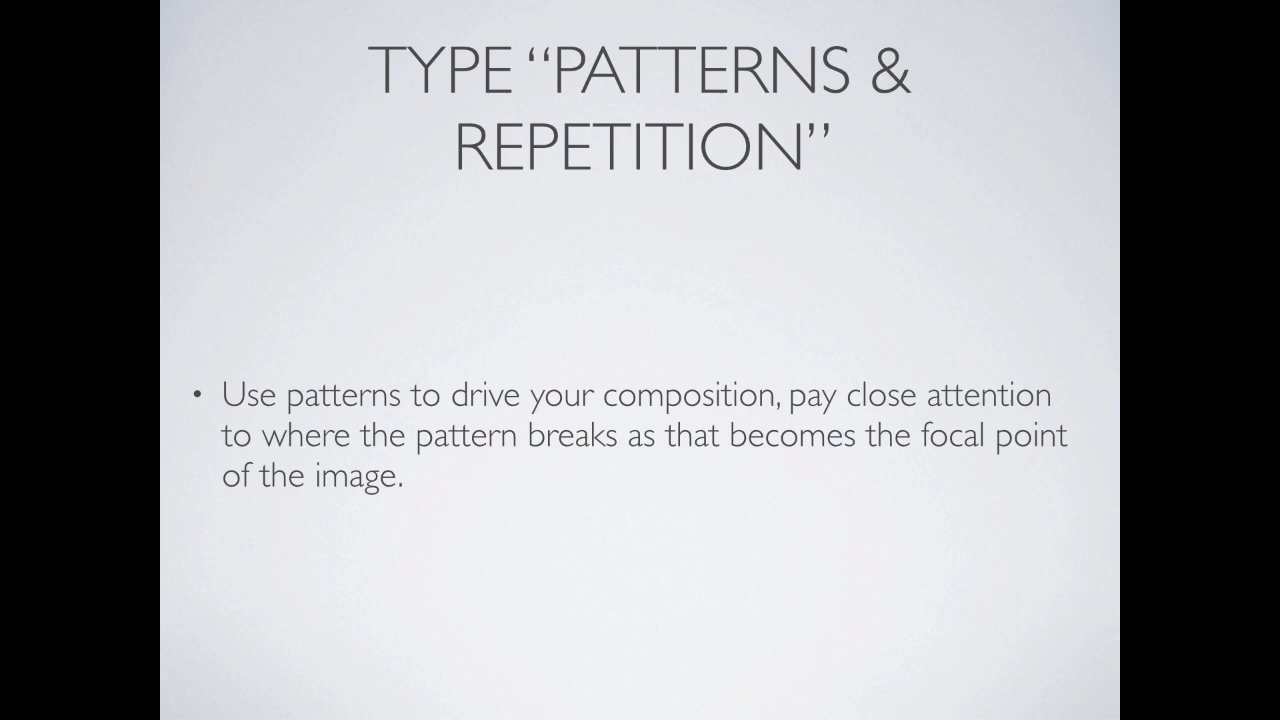 TYPE “PATTERNS &
REPETITION”
• Use patterns to drive your composition, pay close attention
to where the pattern breaks as that becomes the focal point
of the image.